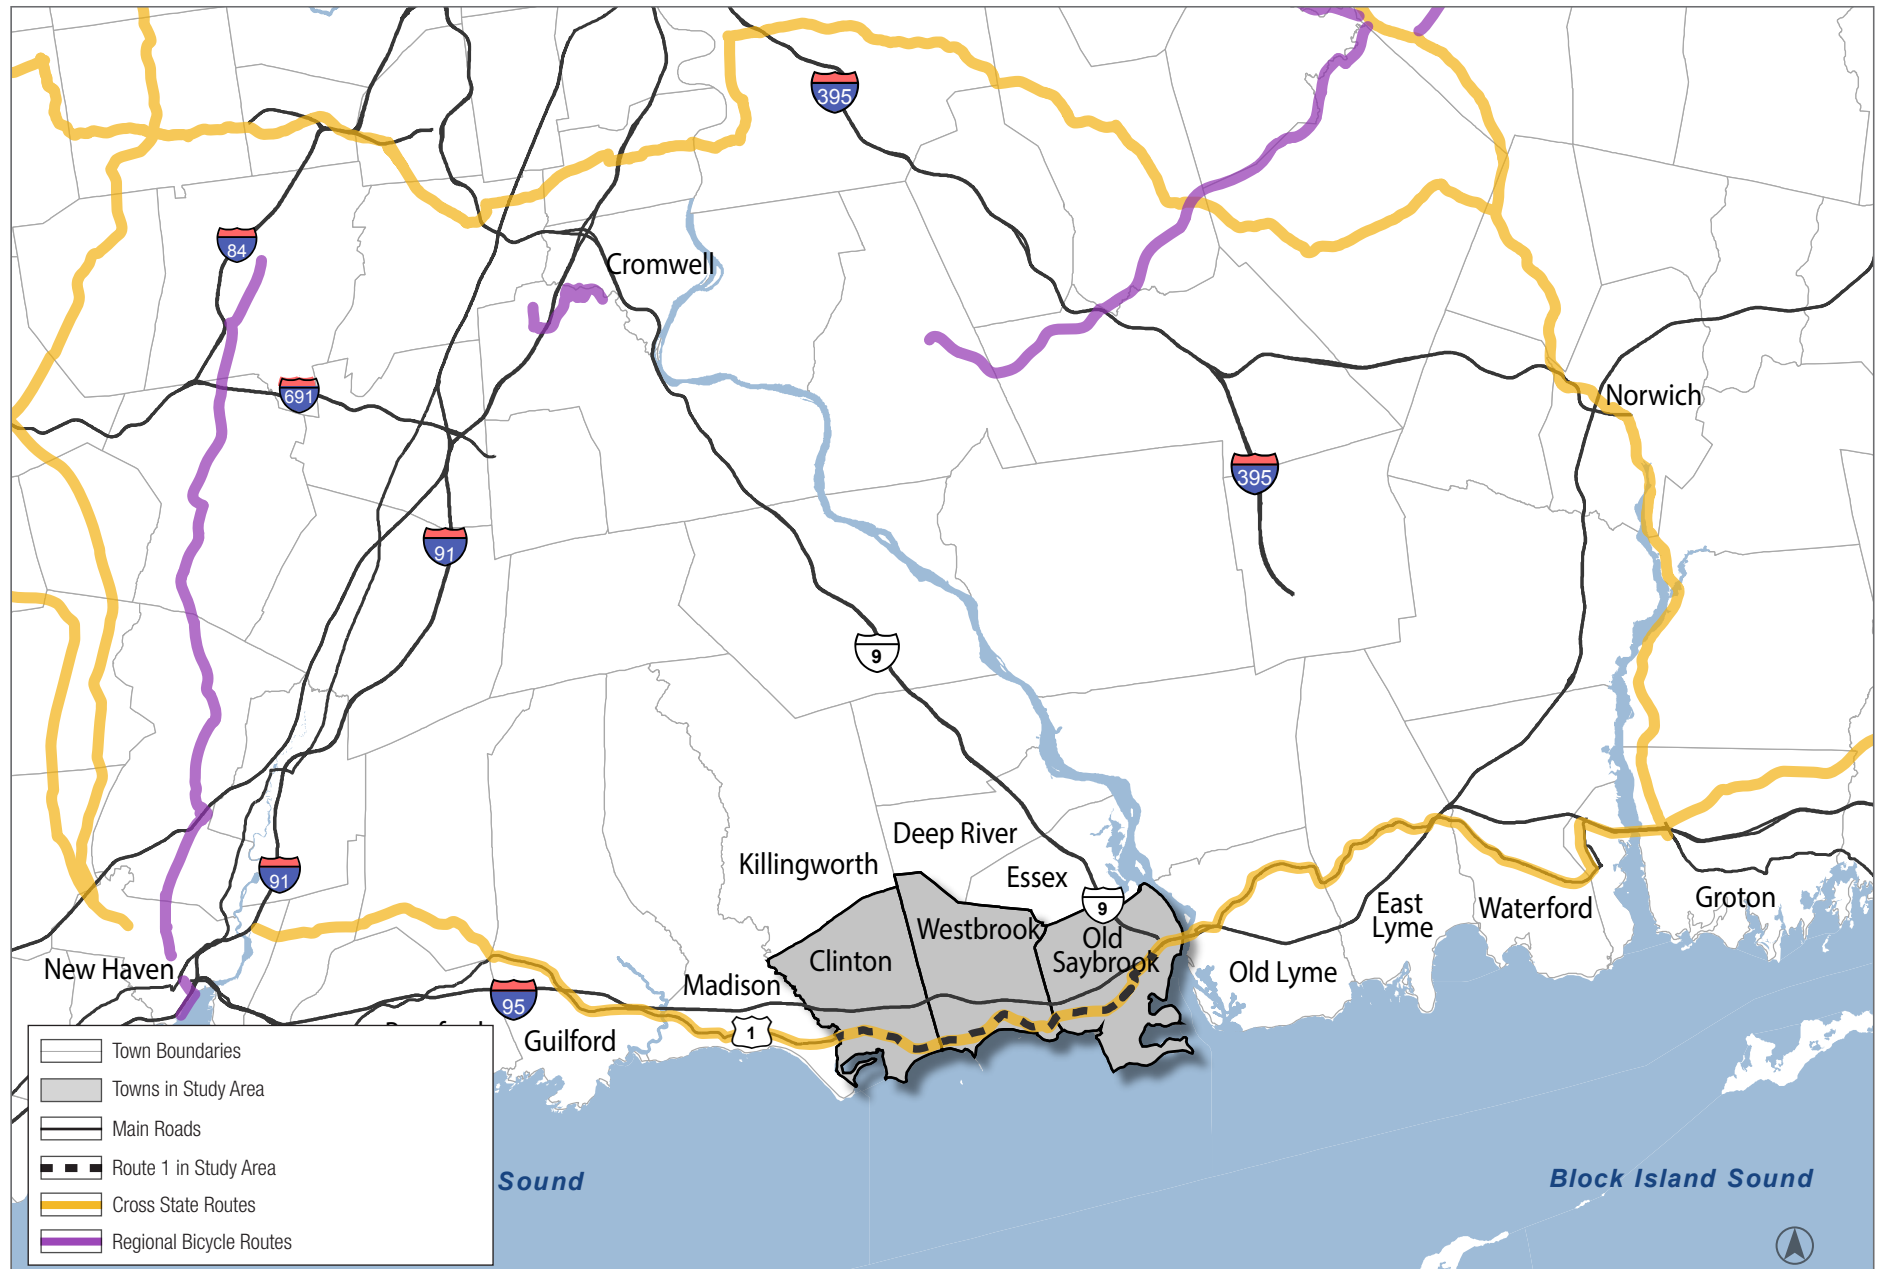 395
84
Cromwell
691
Norwich
395
91
9
Deep River
Killingworth
Essex
91
9
East
Lyme
Waterford
Groton
Westbrook
Old
Saybrook
Clinton
New Haven
Madison
Old Lyme
95
1
Guilford
Town Boundaries
Towns in Study Area
Main Roads
Route 1 in Study Area
Cross State Routes
Regional Bicycle Routes
Sound
Block Island Sound